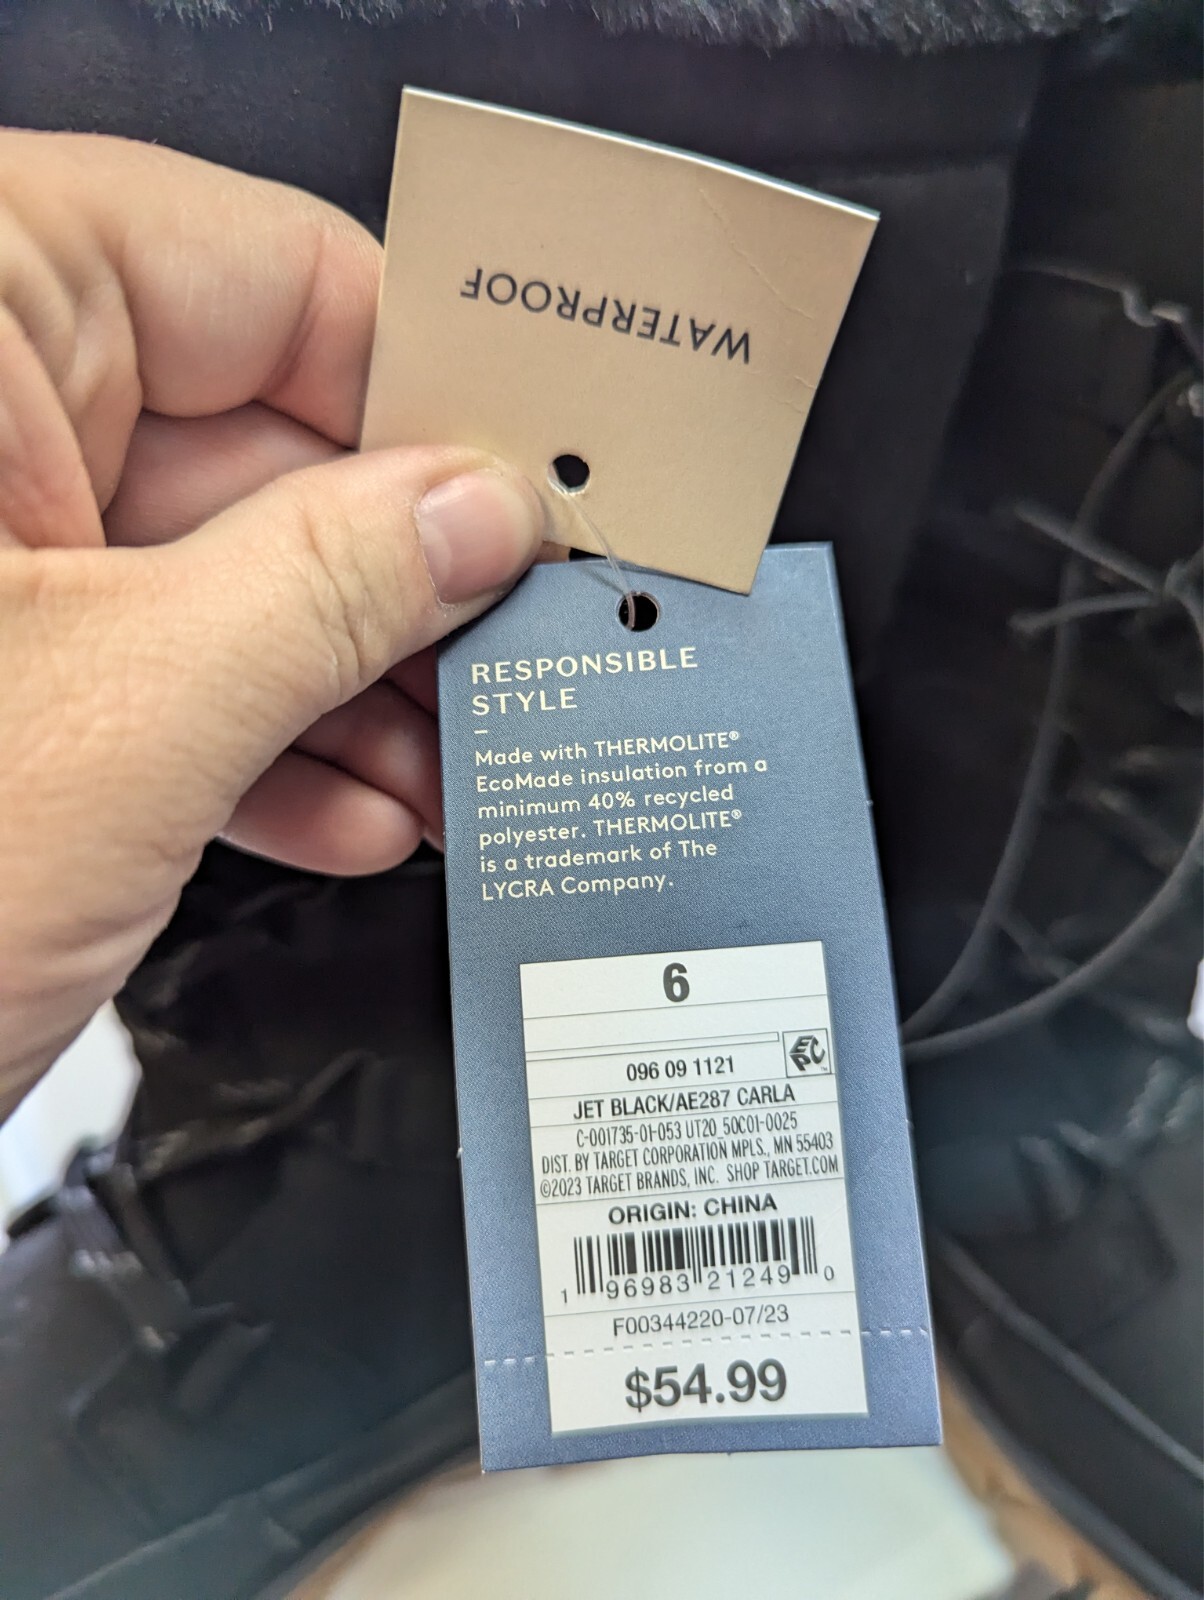 WATERPROOF
RESPONSIBLE
STYLE
–
Made with THERMOLITE®
EcoMade insulation from a
minimum 40% recycled
polyester. THERMOLITE®
is a trademark of The
LYCRA Company.
6
EPC™
096 09 1121
JET BLACK/AE287 CARLA
C-001735-01-053 UT20 50C01-0025
DIST. BY TARGET CORPORATION MPLS., MN 55403
©2023 TARGET BRANDS, INC. SHOP TARGET.COM
ORIGIN: CHINA
1 96983 21249 0
F00344220-07/23
$54.99